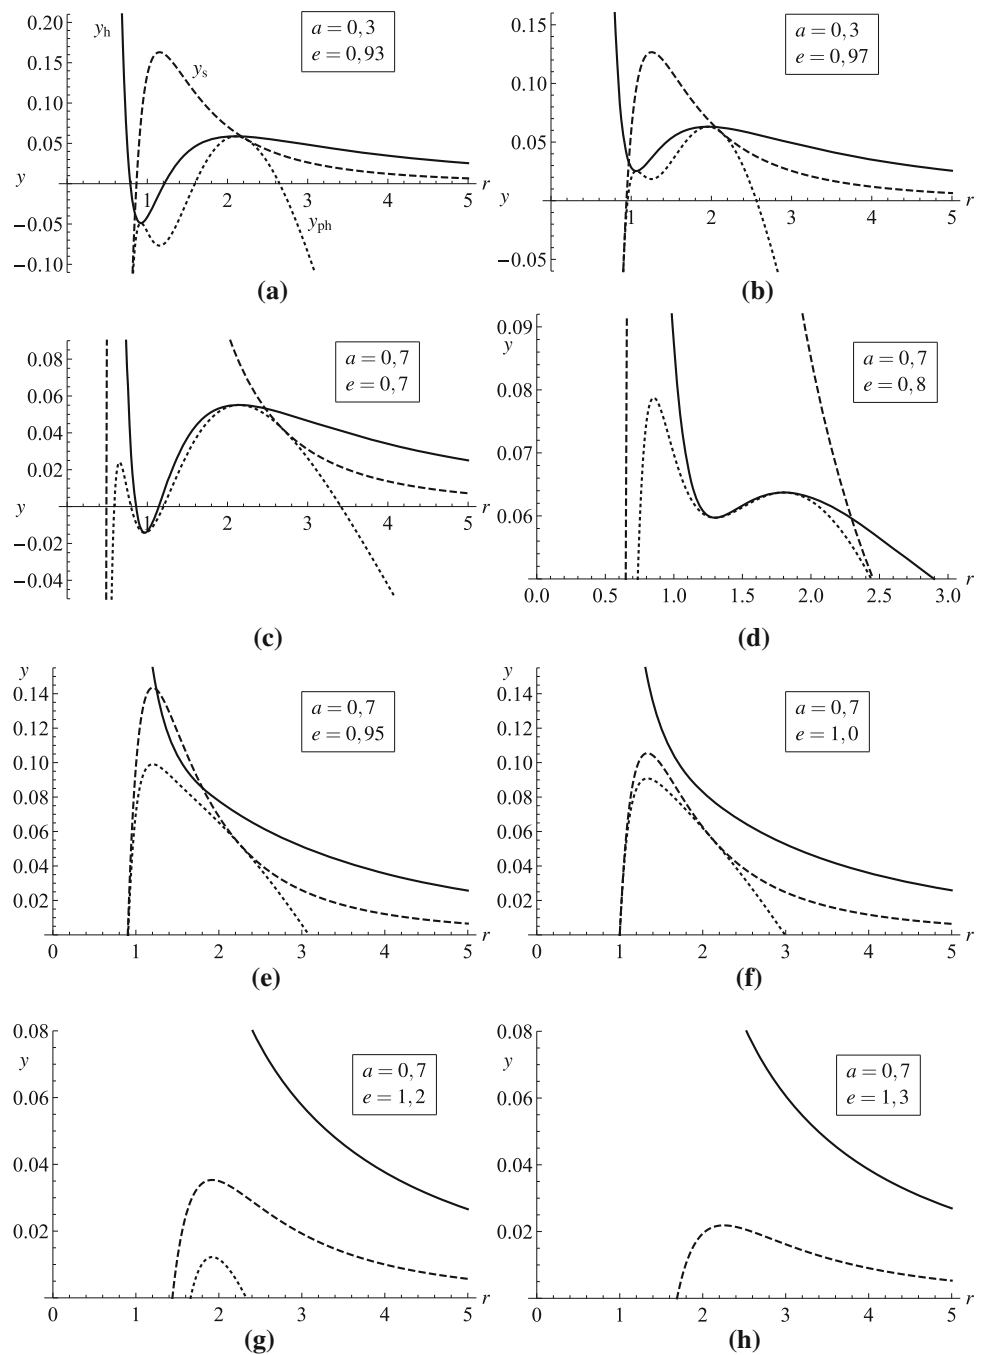 0.20
0.15
0.10
0.05
y
−0.05
−0.10
y_h
y_s
y_ph
a = 0,3
e = 0,93
1 2 3 4 5 r
(a)
0.15
0.10
0.05
y
−0.05
a = 0,3
e = 0,97
1 2 3 4 5 r
(b)
0.08
0.06
0.04
0.02
y
−0.02
−0.04
a = 0,7
e = 0,7
1 2 3 4 5 r
(c)
0.09
y
0.08
0.07
0.06
a = 0,7
e = 0,8
0.0 0.5 1.0 1.5 2.0 2.5 3.0 r
(d)
y
0.14
0.12
0.10
0.08
0.06
0.04
0.02
a = 0,7
e = 0,95
0 1 2 3 4 5 r
(e)
y
0.14
0.12
0.10
0.08
0.06
0.04
0.02
a = 0,7
e = 1,0
0 1 2 3 4 5 r
(f)
0.08
y
0.06
0.04
0.02
a = 0,7
e = 1,2
0 1 2 3 4 5 r
(g)
0.08
y
0.06
0.04
0.02
a = 0,7
e = 1,3
0 1 2 3 4 5 r
(h)